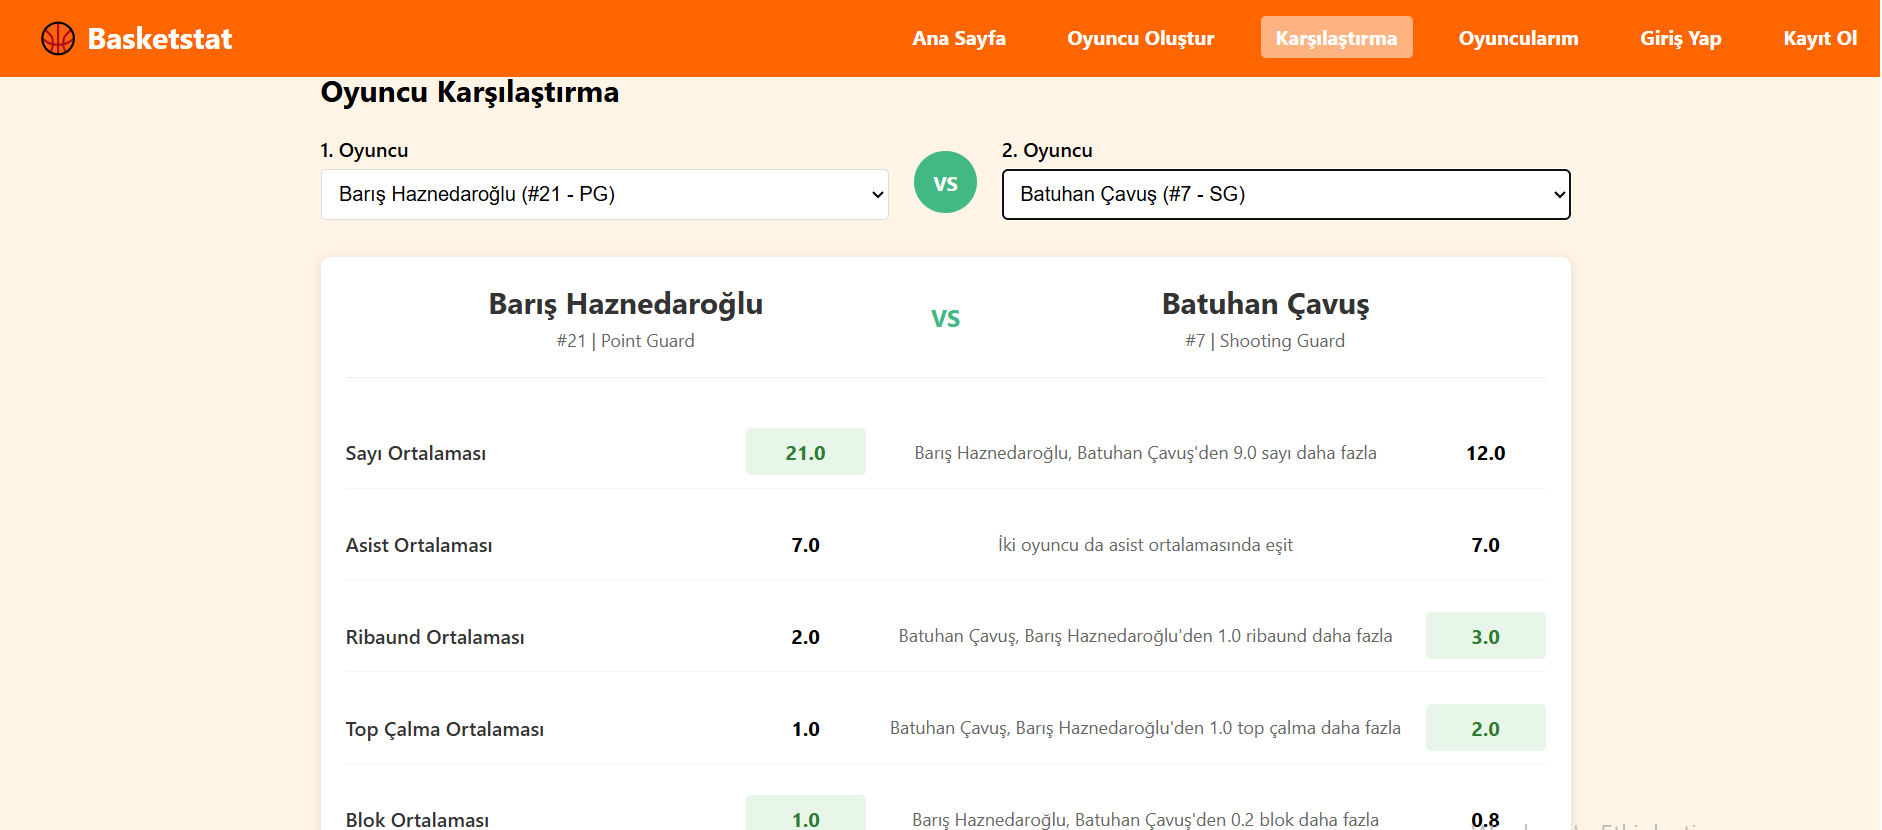 Basketstat
Ana Sayfa
Oyuncu Oluştur
Karşılaştırma
Oyuncularım
Giriş Yap
Kayıt Ol
Oyuncu Karşılaştırma
1. Oyuncu
Barış Haznedaroğlu (#21 - PG)
VS
2. Oyuncu
Batuhan Çavuş (#7 - SG)
Barış Haznedaroğlu
#21 | Point Guard
VS
Batuhan Çavuş
#7 | Shooting Guard
Sayı Ortalaması 21.0 Barış Haznedaroğlu, Batuhan Çavuş'den 9.0 sayı daha fazla 12.0
Asist Ortalaması 7.0 İki oyuncu da asist ortalamasında eşit 7.0
Ribaund Ortalaması 2.0 Batuhan Çavuş, Barış Haznedaroğlu'den 1.0 ribaund daha fazla 3.0
Top Çalma Ortalaması 1.0 Batuhan Çavuş, Barış Haznedaroğlu'den 1.0 top çalma daha fazla 2.0
Blok Ortalaması 1.0 Barış Haznedaroğlu, Batuhan Çavuş'den 0.2 blok daha fazla 0.8